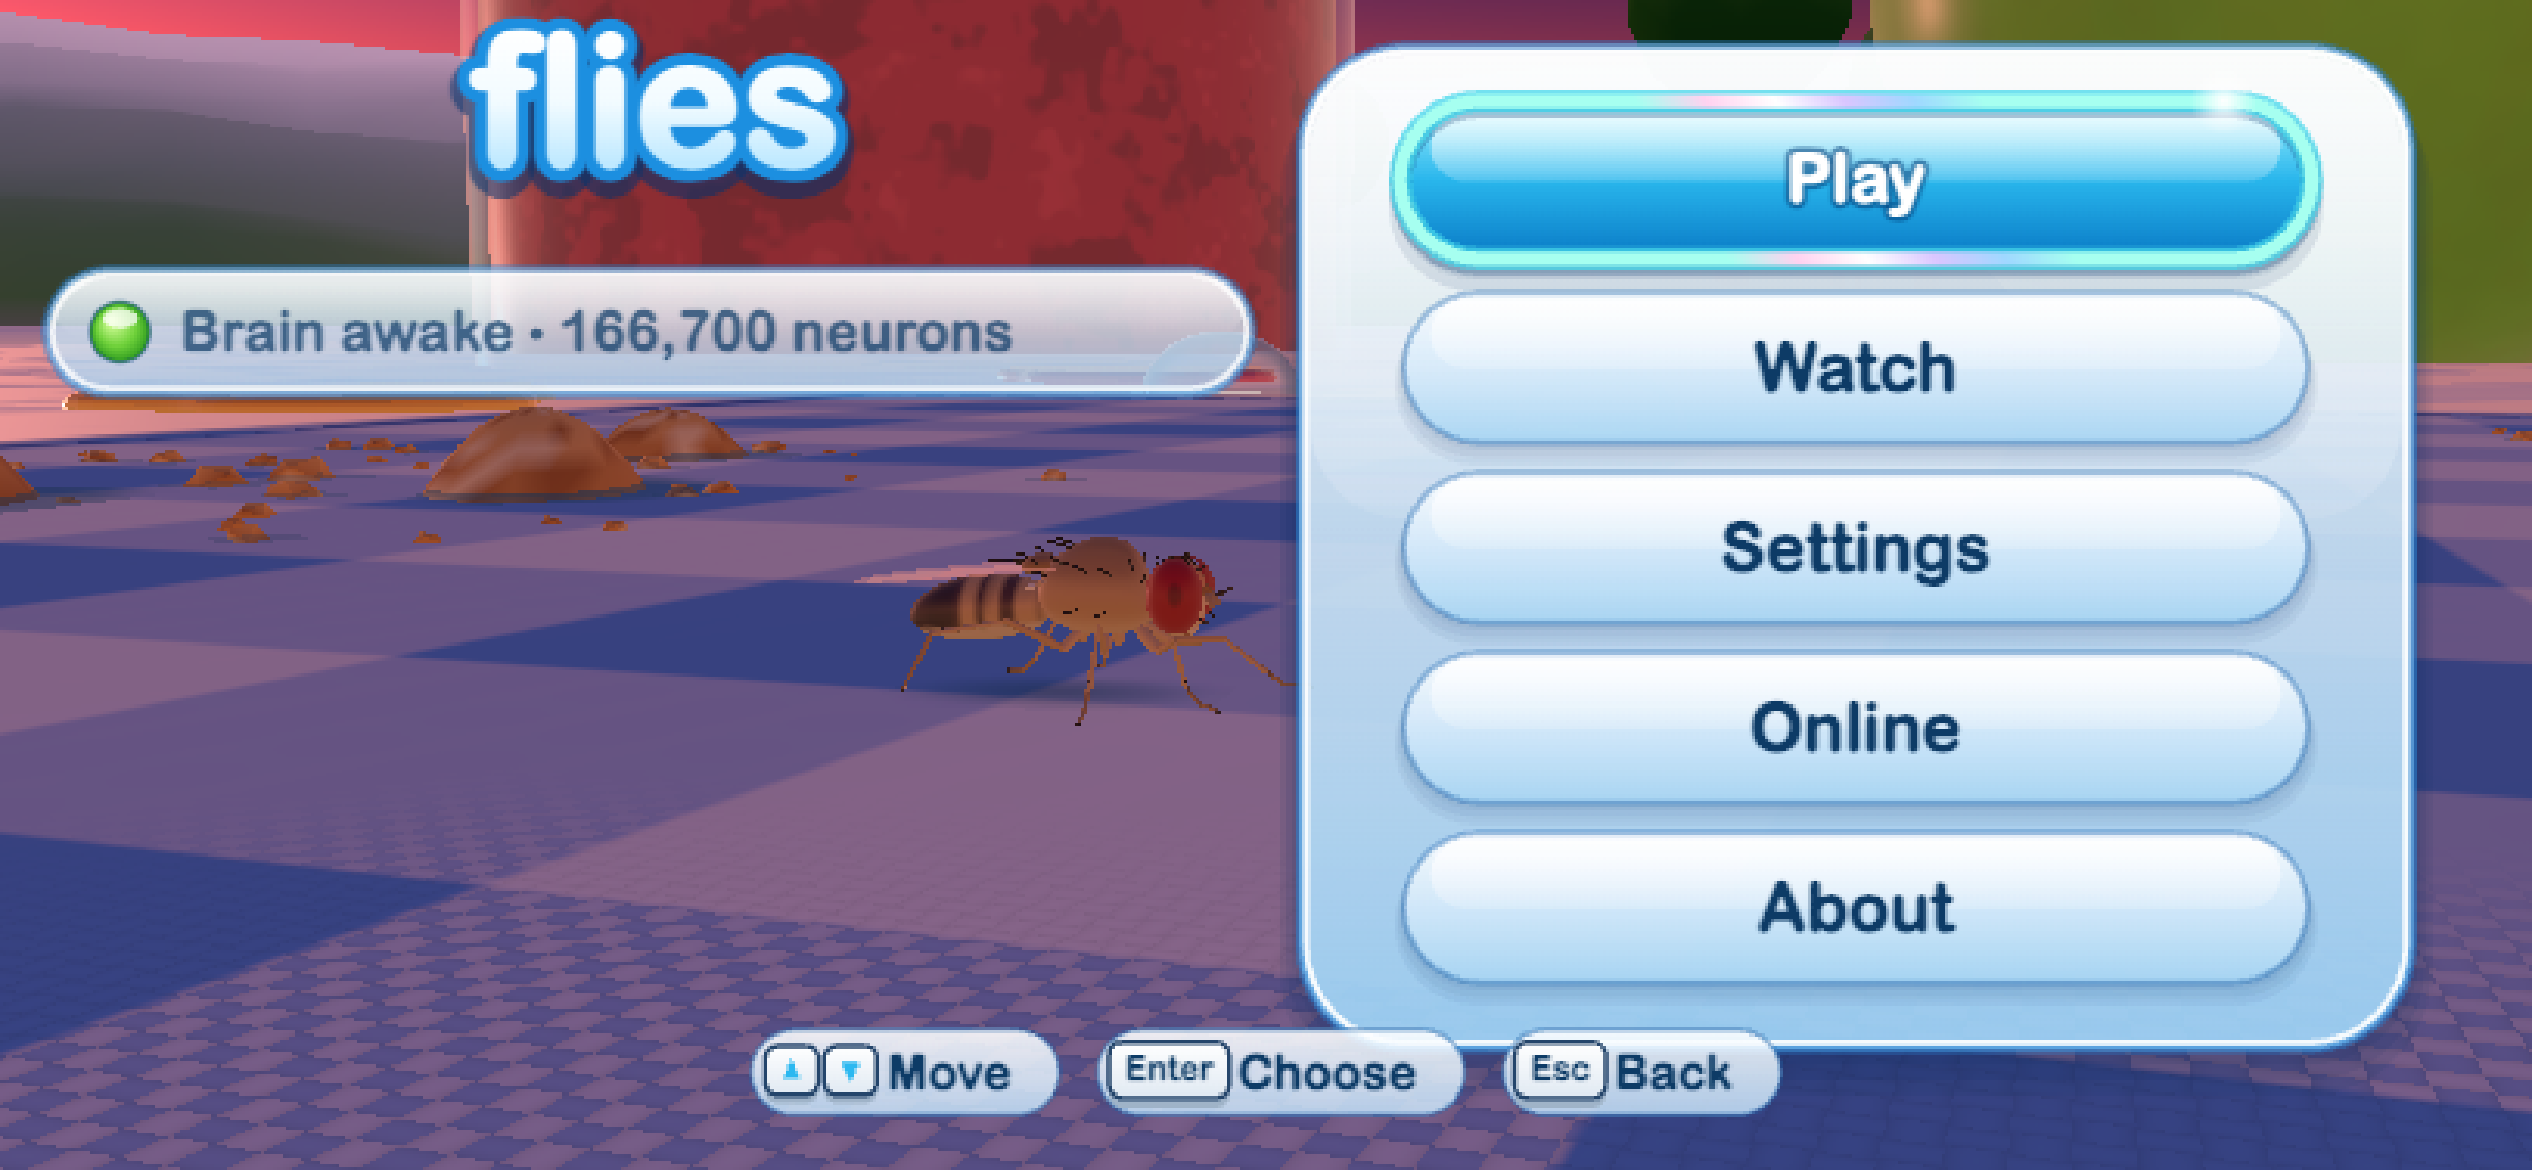 flies
Brain awake • 166,700 neurons
Play
Watch
Settings
Online
About
▲ ▼ Move
Enter Choose
Esc Back